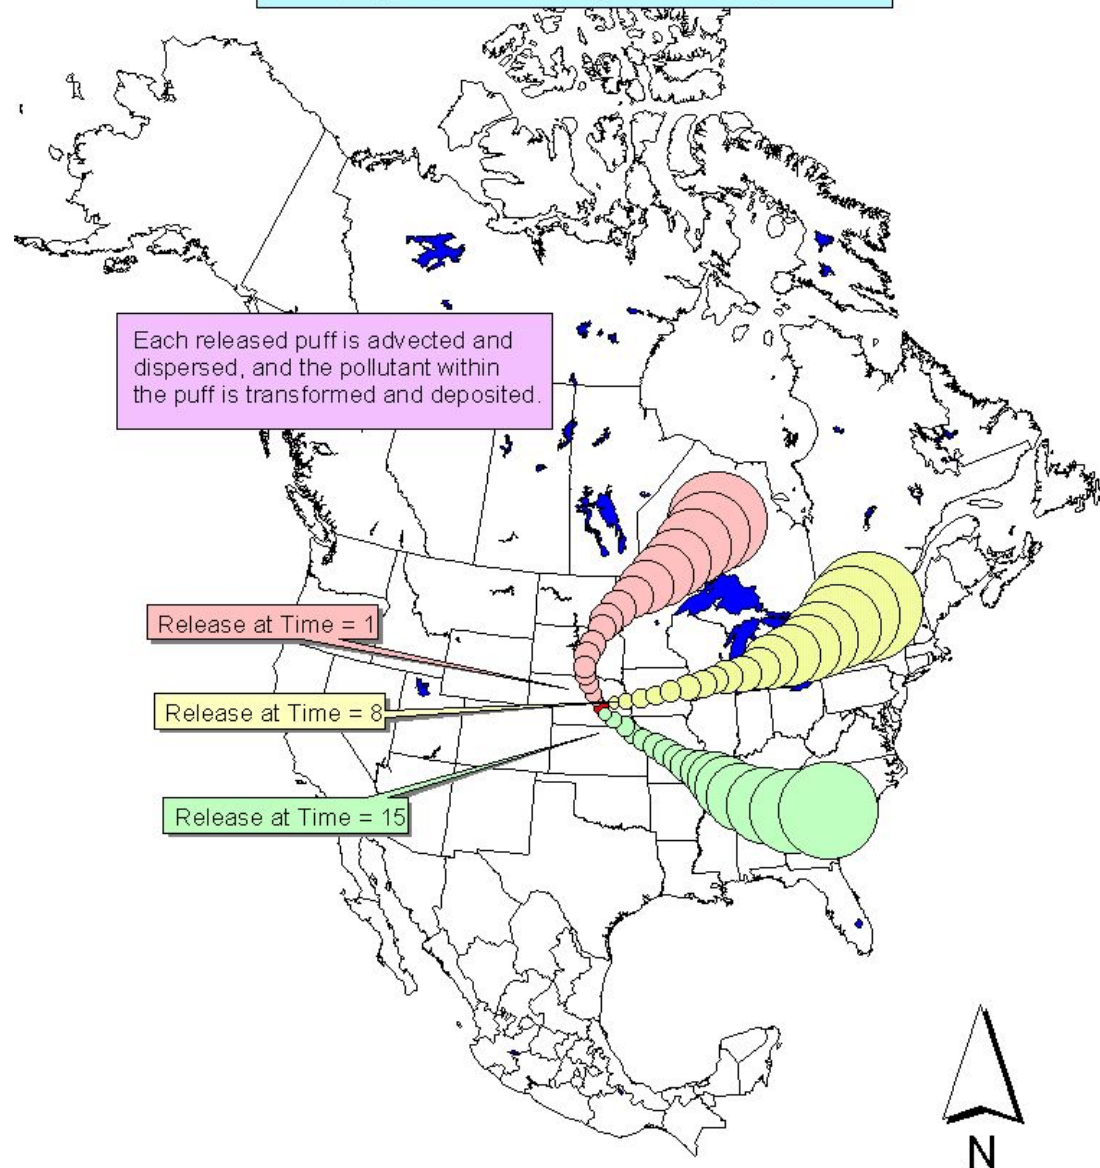 Each released puff is advected and
dispersed, and the pollutant within
the puff is transformed and deposited.
Release at Time = 1
Release at Time = 8
Release at Time = 15
N